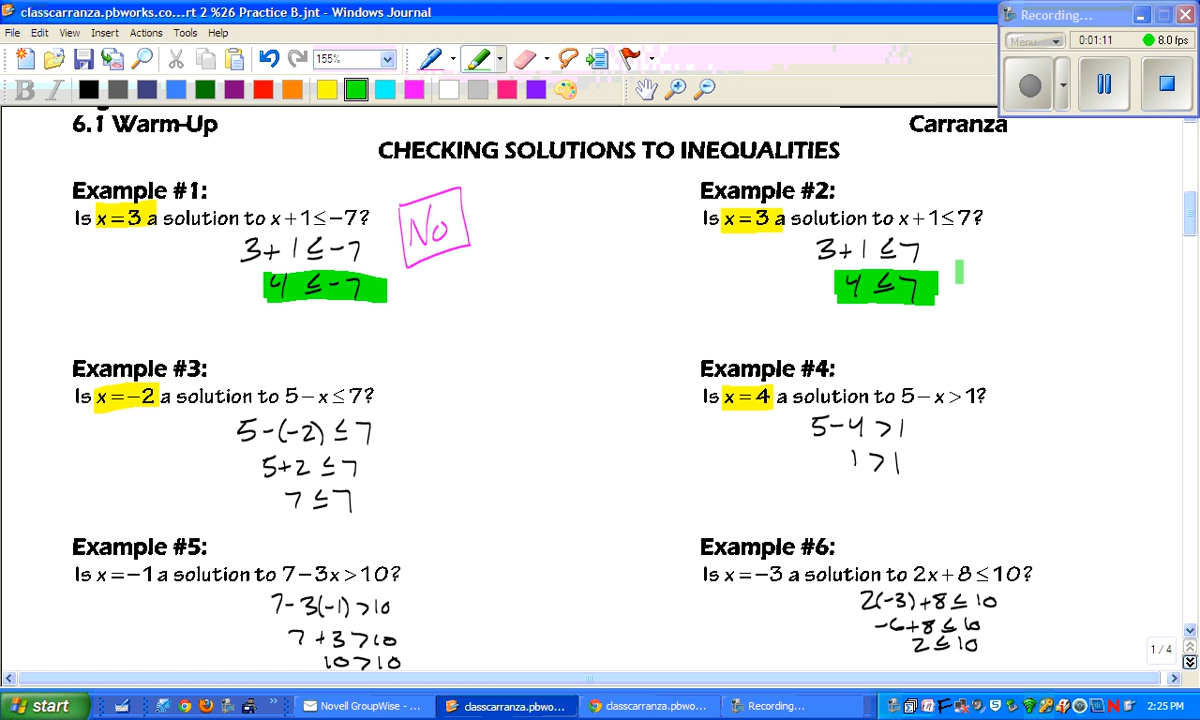 classcarranza.pbworks.co...rt 2 %26 Practice B.jnt - Windows Journal
Recording...
File Edit View Insert Actions Tools Help
Menu 0:01:11 8.0 fps
155%
B I
6.1 Warm-Up
Carranza
CHECKING SOLUTIONS TO INEQUALITIES
Example #1:
Is x=3 a solution to x+1≤−7?
3+1≤−7
4≤−7
No
Example #2:
Is x=3 a solution to x+1≤7?
3+1≤7
4≤7
Example #3:
Is x=−2 a solution to 5−x≤7?
5−(−2)≤7
5+2≤7
7≤7
Example #4:
Is x=4 a solution to 5−x>1?
5−4>1
1>1
Example #5:
Is x=−1 a solution to 7−3x>10?
7−3(−1)>10
7+3>10
10>10
Example #6:
Is x=−3 a solution to 2x+8≤10?
2(−3)+8≤10
−6+8≤10
2≤10
1 / 4
start
Novell GroupWise - ...
classcarranza.pbwo...
classcarranza.pbwo...
Recording...
2:25 PM